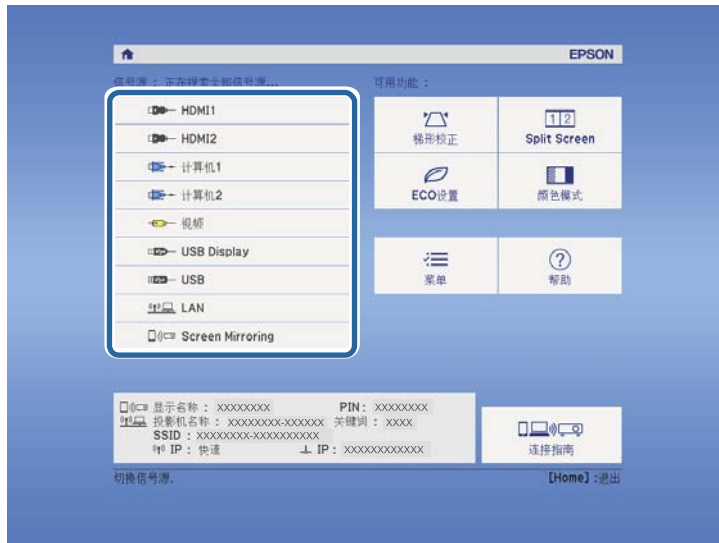 EPSON
信号源 : 正在搜索全部信号源...
HDMI1
HDMI2
计算机1
计算机2
视频
USB Display
USB
LAN
Screen Mirroring
可用功能 :
梯形校正
1 2
Split Screen
ECO设置
颜色模式
菜单
?
帮助
显示名称 : XXXXXXXX PIN : XXXXXXXX
投影机名称 : XXXXXXXX-XXXXXX 关键词 : XXXX
SSID : XXXXXXXX-XXXXXXXXXX
IP : 快速 IP : XXXXXXXXXXXX
连接指南
切换信号源. [Home] :退出